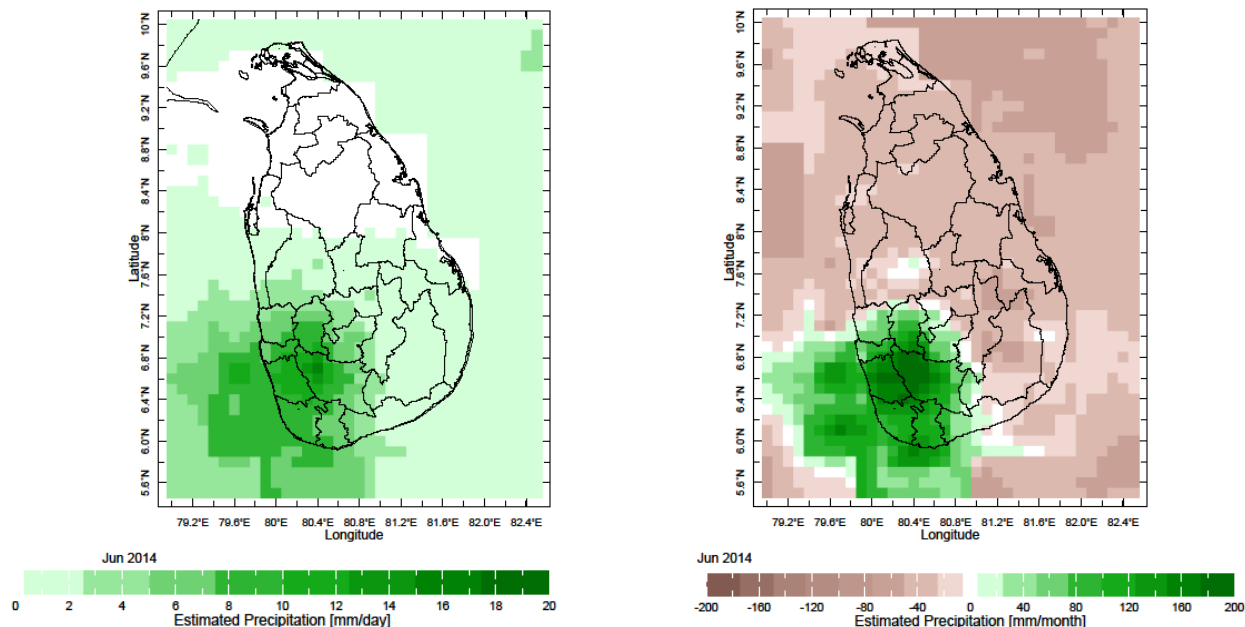 10°N
9.6°N
9.2°N
8.8°N
8.4°N
8°N
7.6°N
7.2°N
6.8°N
6.4°N
6.0°N
5.6°N
Latitude
79.2°E 79.6°E 80°E 80.4°E 80.8°E 81.2°E 81.6°E 82.0°E 82.4°E
Longitude
Jun 2014
0 2 4 6 8 10 12 14 16 18 20
Estimated Precipitation [mm/day]
10°N
9.6°N
9.2°N
8.8°N
8.4°N
8°N
7.6°N
7.2°N
6.8°N
6.4°N
6.0°N
5.6°N
Latitude
79.2°E 79.6°E 80°E 80.4°E 80.8°E 81.2°E 81.6°E 82.0°E 82.4°E
Longitude
Jun 2014
-200 -160 -120 -80 -40 0 40 80 120 160 200
Estimated Precipitation [mm/month]